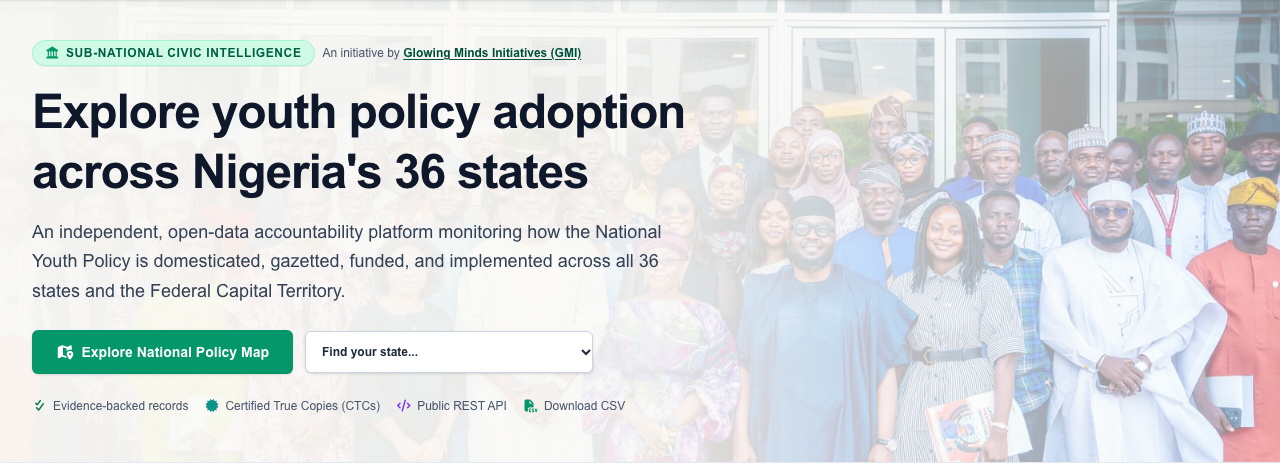 SUB-NATIONAL CIVIC INTELLIGENCE An initiative by Glowing Minds Initiatives (GMI)
Explore youth policy adoption
across Nigeria's 36 states
An independent, open-data accountability platform monitoring how the National
Youth Policy is domesticated, gazetted, funded, and implemented across all 36
states and the Federal Capital Territory.
Explore National Policy Map Find your state...
Evidence-backed records Certified True Copies (CTCs) Public REST API Download CSV